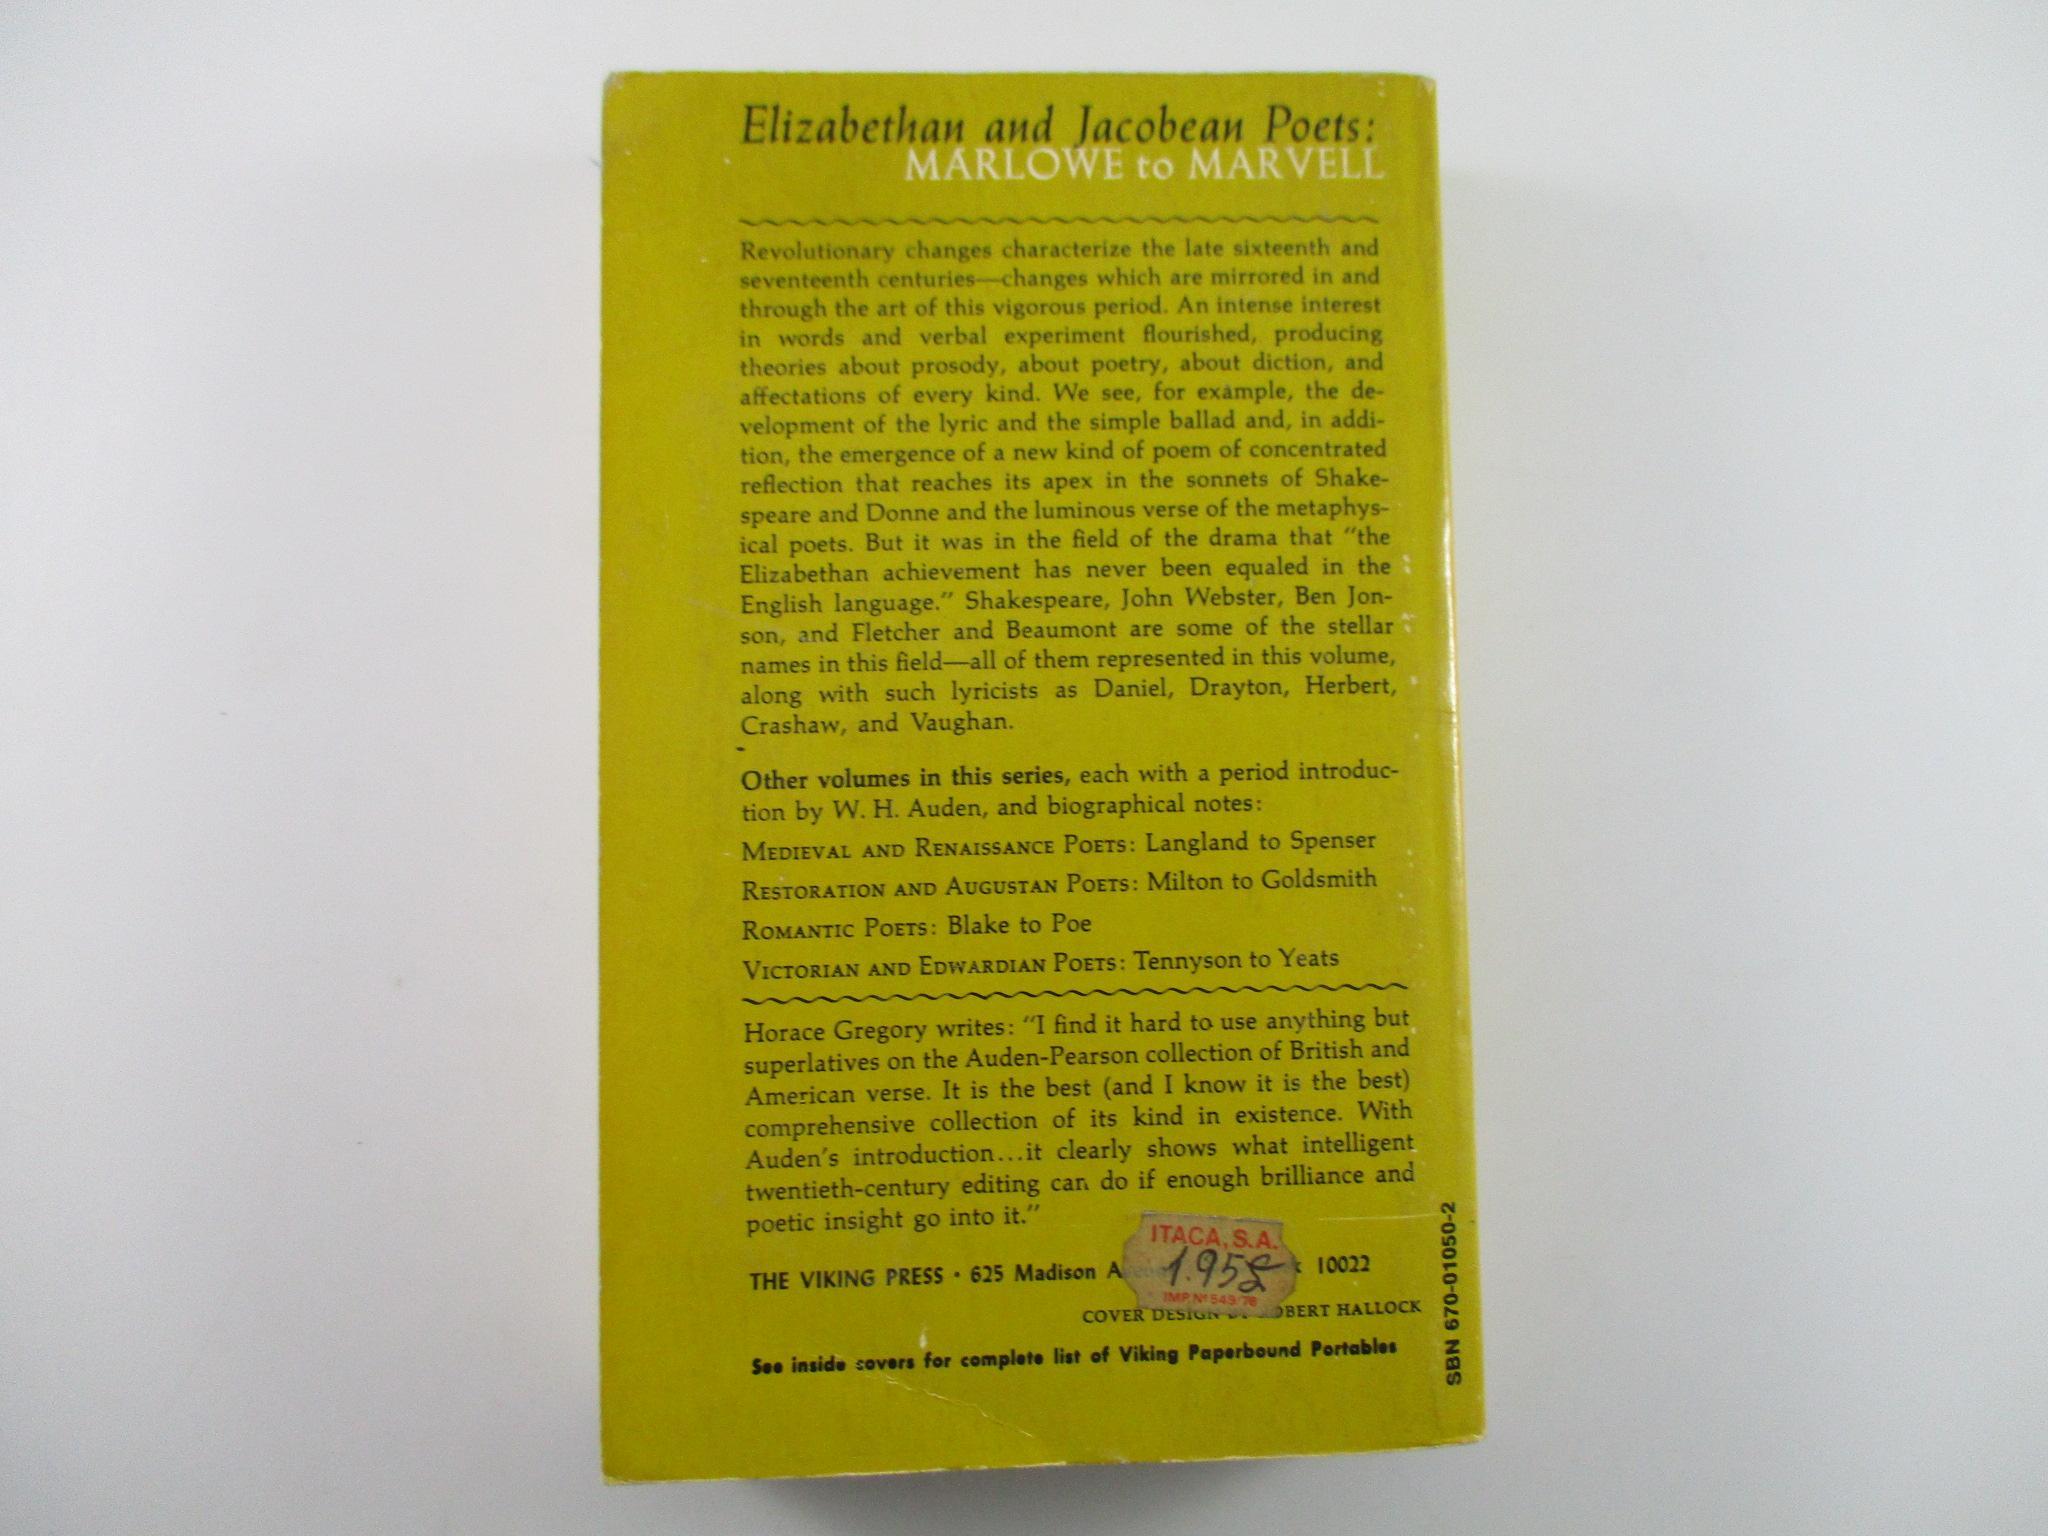 Elizabethan and Jacobean Poets:
MARLOWE to MARVELL
Revolutionary changes characterize the late sixteenth and
seventeenth centuries—changes which are mirrored in and
through the art of this vigorous period. An intense interest
in words and verbal experiment flourished, producing
theories about prosody, about poetry, about diction, and
affectations of every kind. We see, for example, the de-
velopment of the lyric and the simple ballad and, in addi-
tion, the emergence of a new kind of poem of concentrated
reflection that reaches its apex in the sonnets of Shake-
speare and Donne and the luminous verse of the metaphys-
ical poets. But it was in the field of the drama that "the
Elizabethan achievement has never been equaled in the
English language." Shakespeare, John Webster, Ben Jon-
son, and Fletcher and Beaumont are some of the stellar
names in this field—all of them represented in this volume,
along with such lyricists as Daniel, Drayton, Herbert,
Crashaw, and Vaughan.
Other volumes in this series, each with a period introduc-
tion by W. H. Auden, and biographical notes:
MEDIEVAL AND RENAISSANCE POETS: Langland to Spenser
RESTORATION AND AUGUSTAN POETS: Milton to Goldsmith
ROMANTIC POETS: Blake to Poe
VICTORIAN AND EDWARDIAN POETS: Tennyson to Yeats
Horace Gregory writes: "I find it hard to use anything but
superlatives on the Auden-Pearson collection of British and
American verse. It is the best (and I know it is the best)
comprehensive collection of its kind in existence. With
Auden's introduction...it clearly shows what intelligent
twentieth-century editing can do if enough brilliance and
poetic insight go into it."
ITACA, S.A.
1.95
IMP. Nº 549/76
THE VIKING PRESS · 625 Madison 10022
COVER DESIGN HALLOCK
See inside covers for complete list of Viking Paperbound Portables
SBN 670-01050-2